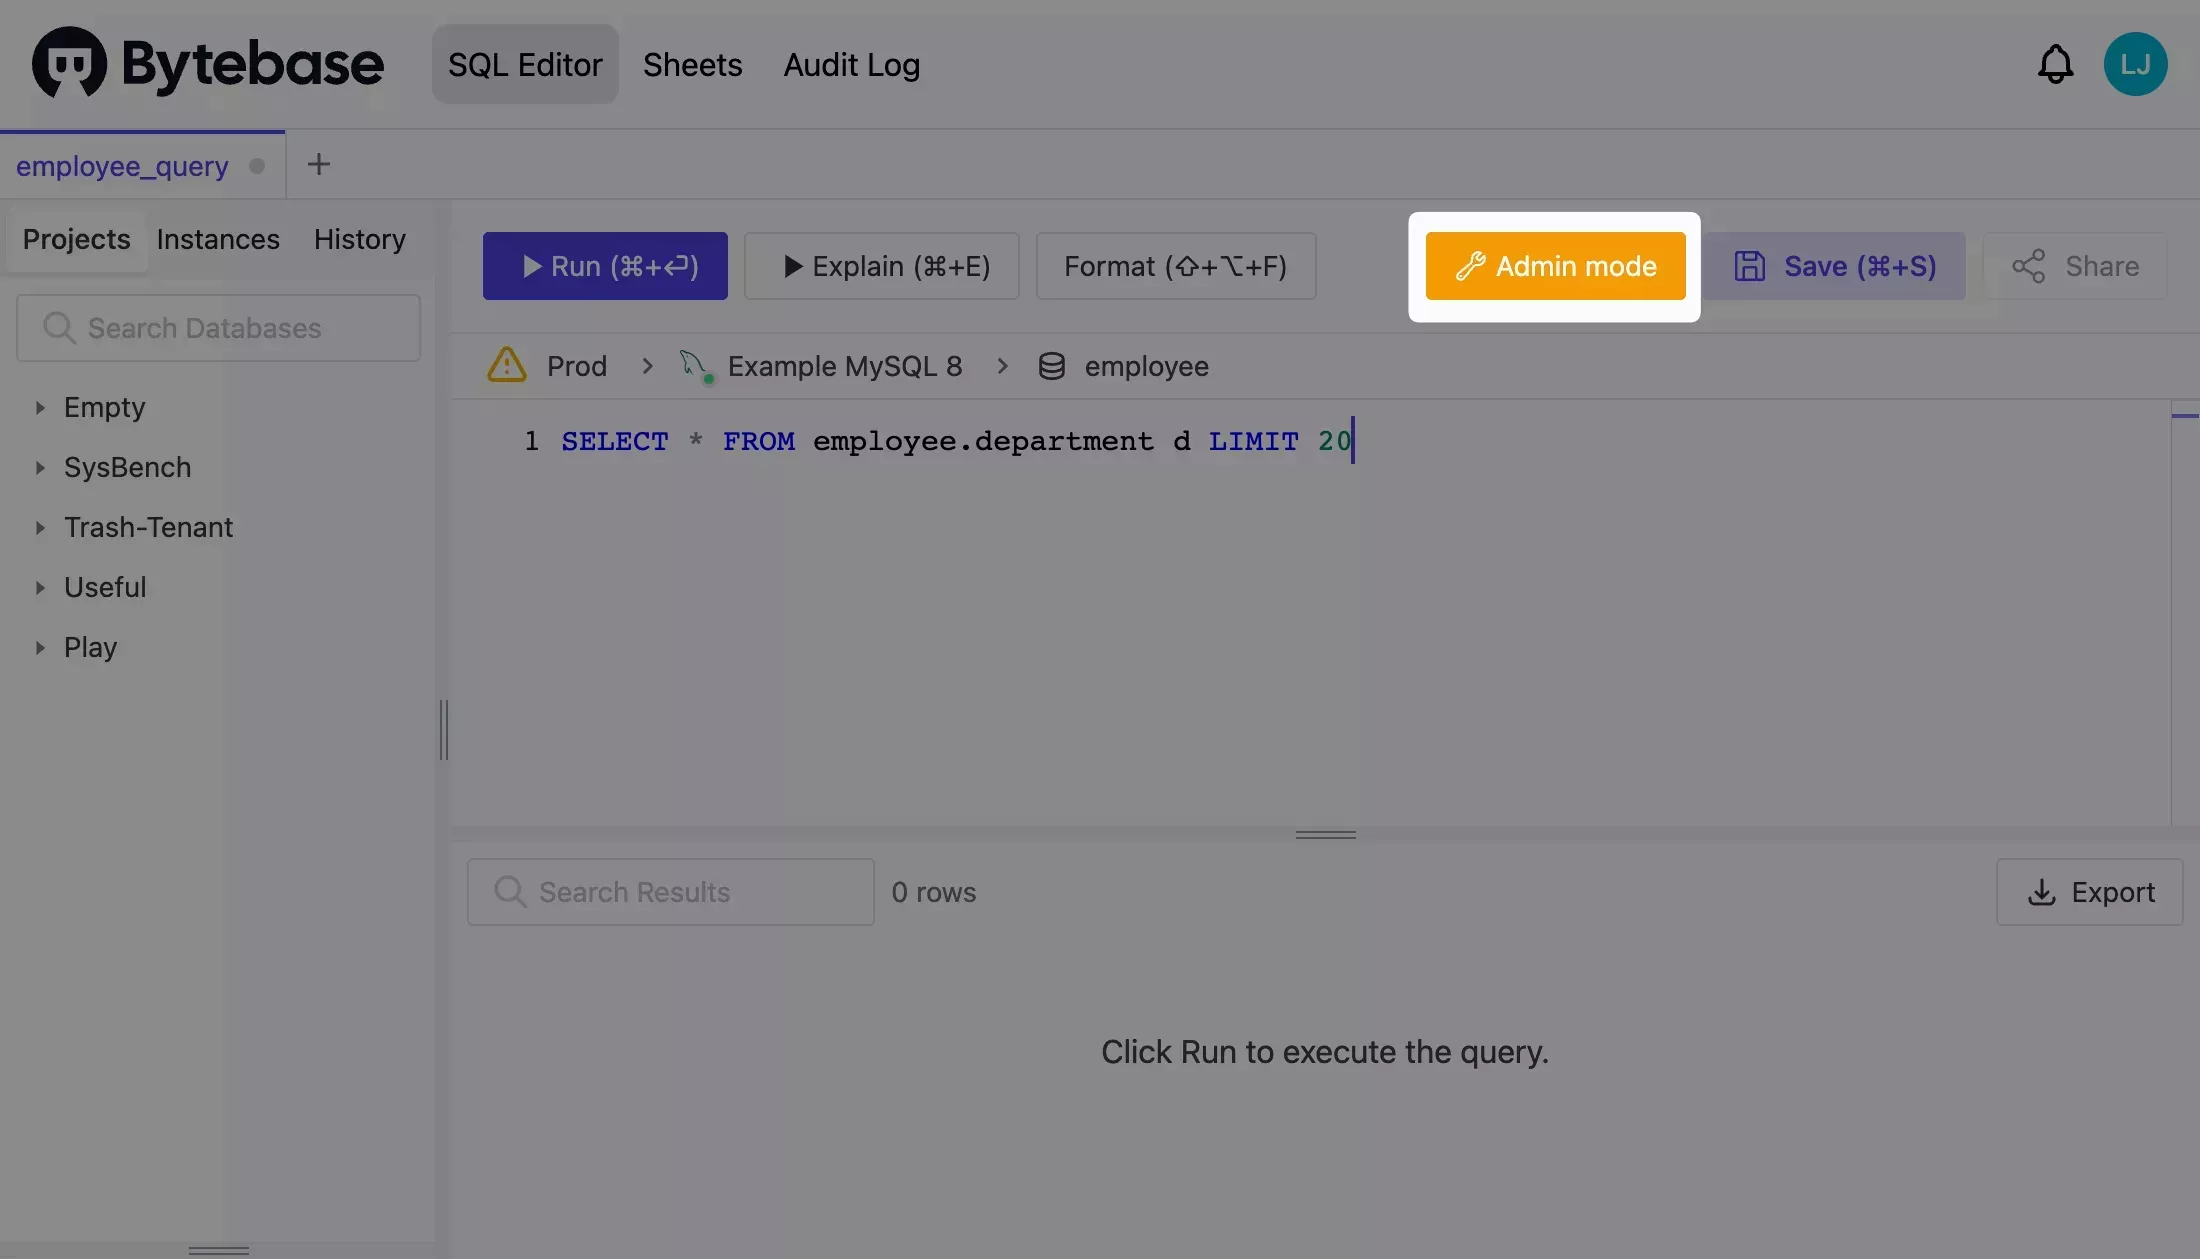 Bytebase SQL Editor Sheets Audit Log LJ
employee_query +
Projects Instances History
Run (⌘+⏎) Explain (⌘+E) Format (⇧+⌥+F) Admin mode Save (⌘+S) Share
Search Databases
Prod > Example MySQL 8 > employee
Empty
SysBench
Trash-Tenant
Useful
Play
1 SELECT * FROM employee.department d LIMIT 20
Search Results 0 rows Export
Click Run to execute the query.